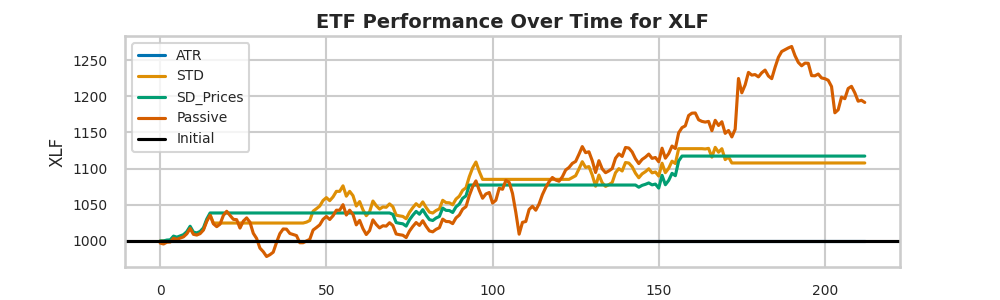 ETF Performance Over Time for XLF
XLF
1250
1200
1150
1100
1050
1000
ATR
STD
SD_Prices
Passive
Initial
0
50
100
150
200